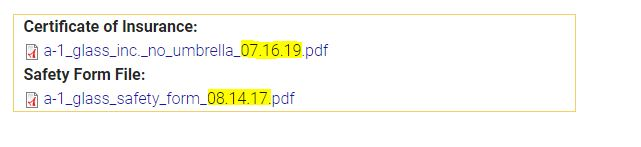 Certificate of Insurance:
a-1_glass_inc._no_umbrella_07.16.19.pdf
Safety Form File:
a-1_glass_safety_form_08.14.17.pdf